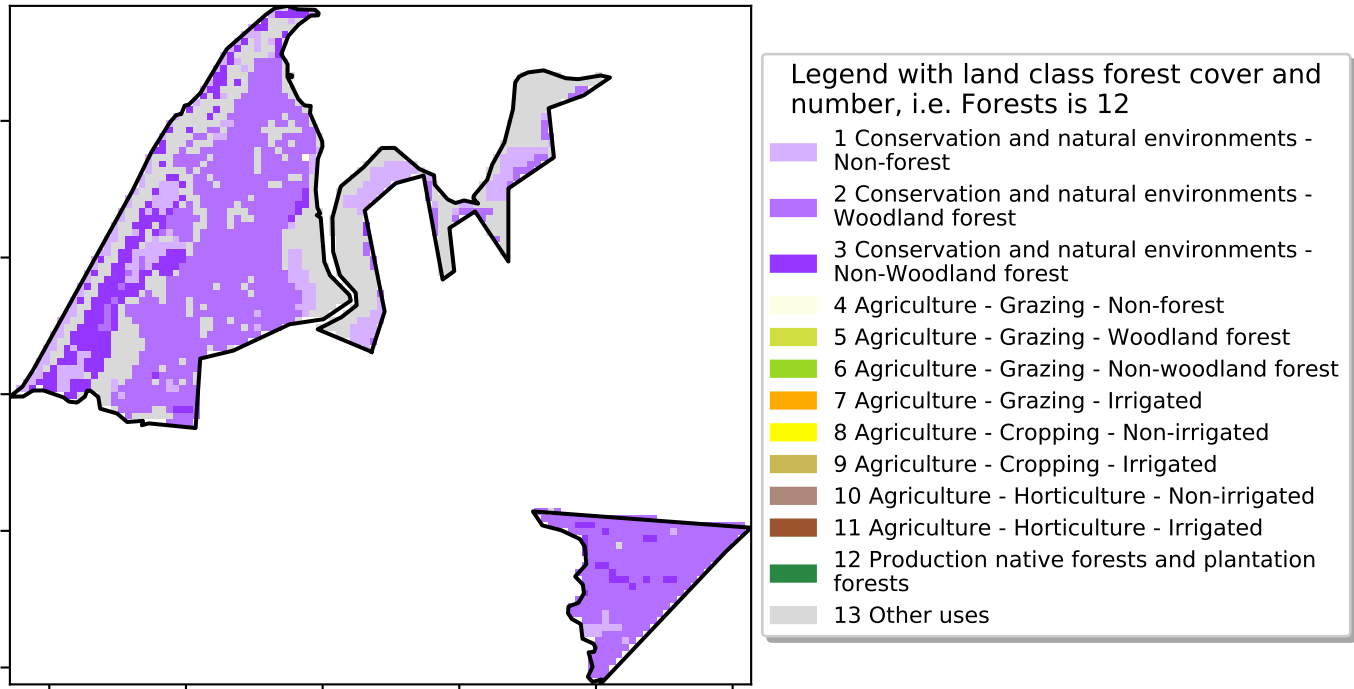 Legend with land class forest cover and
number, i.e. Forests is 12
1 Conservation and natural environments -
Non-forest
2 Conservation and natural environments -
Woodland forest
3 Conservation and natural environments -
Non-Woodland forest
4 Agriculture - Grazing - Non-forest
5 Agriculture - Grazing - Woodland forest
6 Agriculture - Grazing - Non-woodland forest
7 Agriculture - Grazing - Irrigated
8 Agriculture - Cropping - Non-irrigated
9 Agriculture - Cropping - Irrigated
10 Agriculture - Horticulture - Non-irrigated
11 Agriculture - Horticulture - Irrigated
12 Production native forests and plantation
forests
13 Other uses